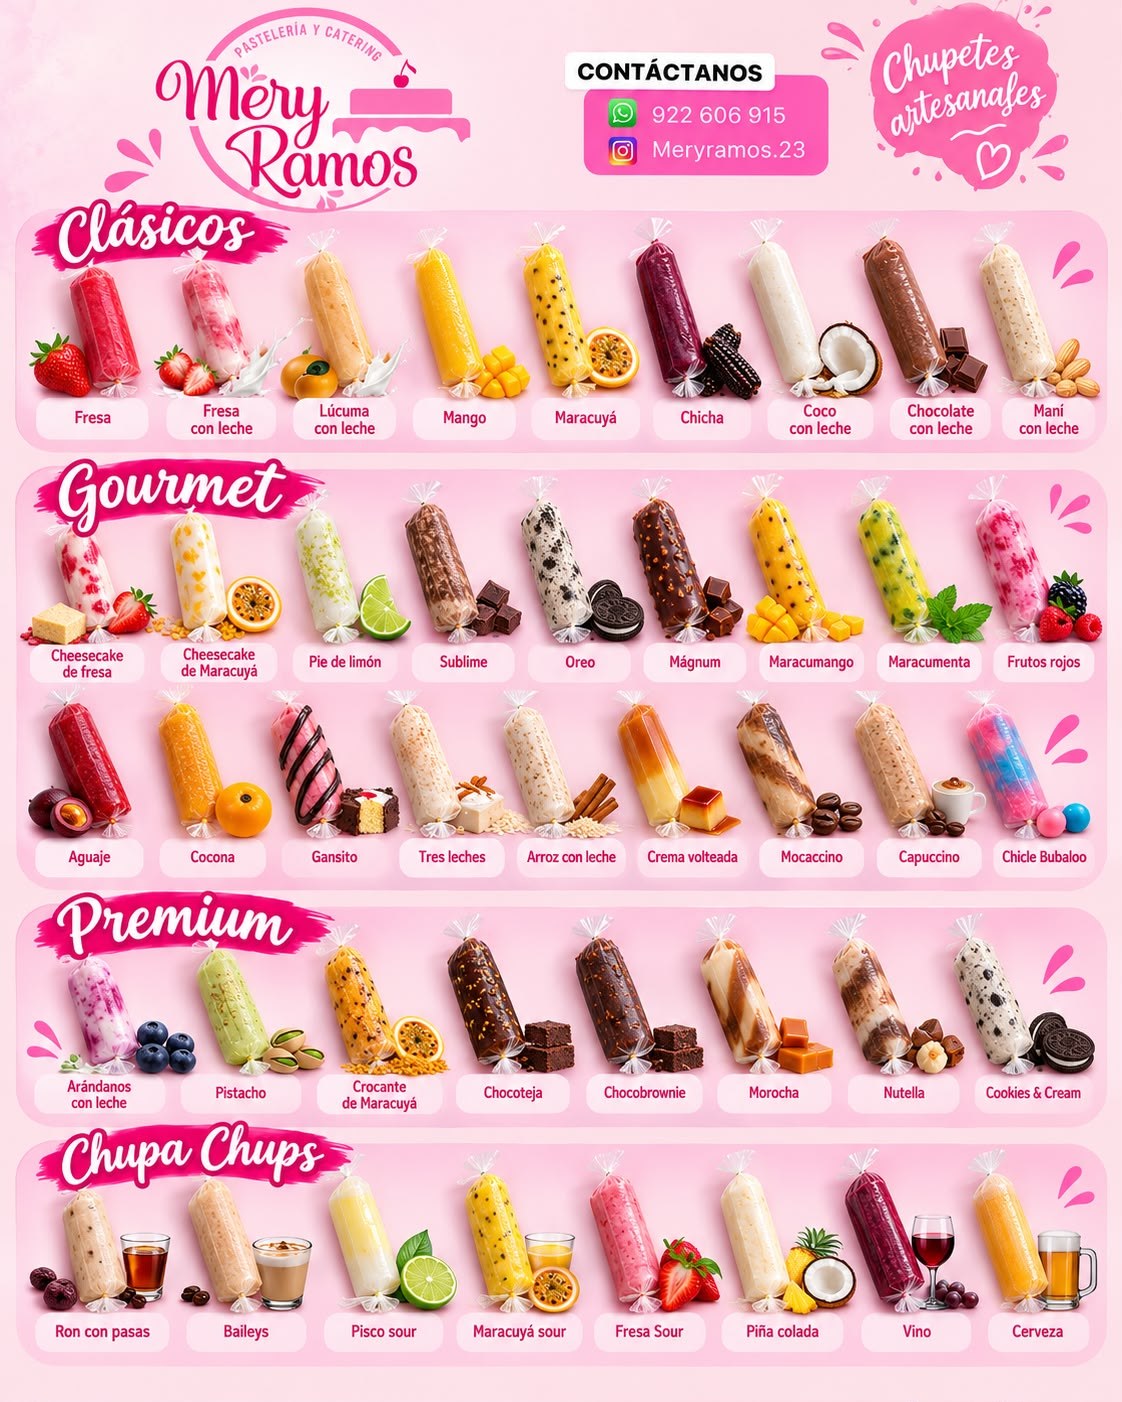 PASTELERÍA Y CATERING
Mery
Ramos
CONTÁCTANOS
922 606 915
Meryramos.23
Chupetes
artesanales
Clásicos
Fresa
Fresa
con leche
Lúcuma
con leche
Mango
Maracuyá
Chicha
Coco
con leche
Chocolate
con leche
Maní
con leche
Gourmet
Cheesecake
de fresa
Cheesecake
de Maracuyá
Pie de limón
Sublime
Oreo
Mágnum
Maracumango
Maracumenta
Frutos rojos
Aguaje
Cocona
Gansito
Tres leches
Arroz con leche
Crema volteada
Mocaccino
Capuccino
Chicle Bubaloo
Premium
Arándanos
con leche
Pistacho
Crocante
de Maracuyá
Chocoteja
Chocobrownie
Morocha
Nutella
Cookies & Cream
Chupa Chups
Ron con pasas
Baileys
Pisco sour
Maracuyá sour
Fresa Sour
Piña colada
Vino
Cerveza